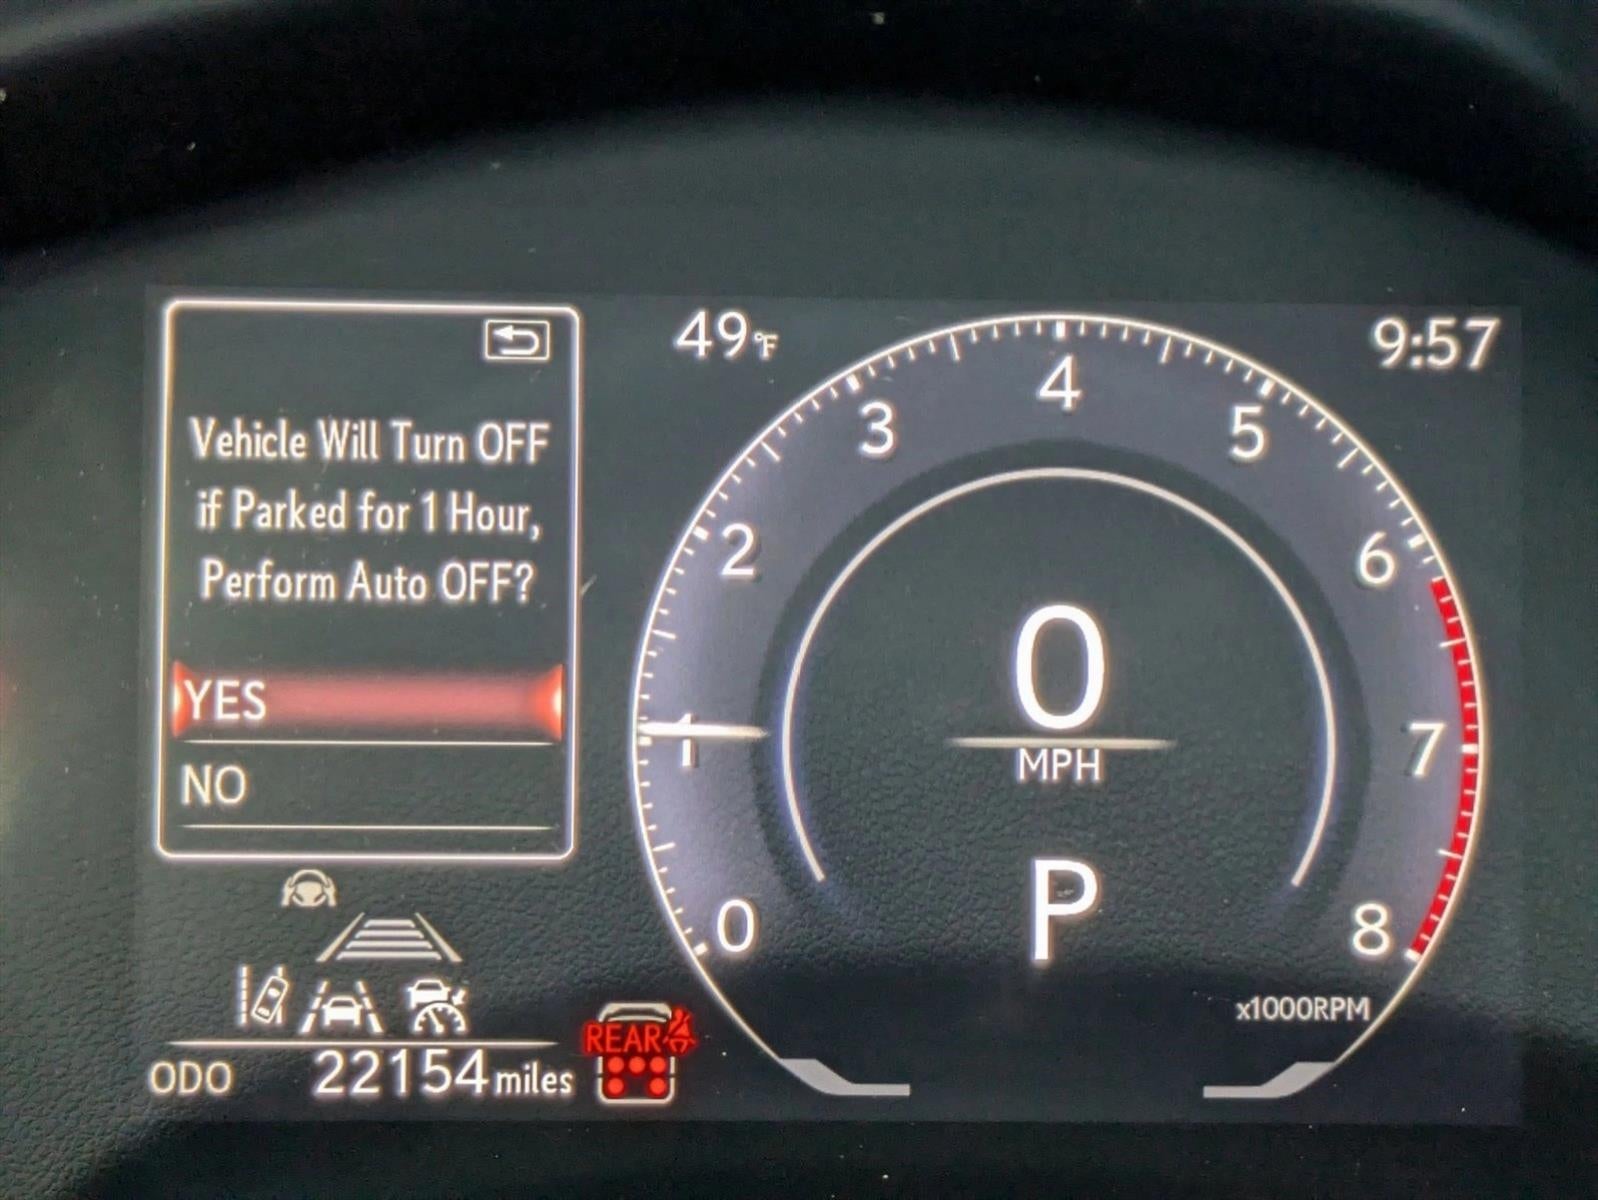 Vehicle Will Turn OFF
if Parked for 1 Hour,
Perform Auto OFF?
YES
NO
49°F
9:57
0
1
2
3
4
5
6
7
8
0
MPH
P
x1000RPM
ODO 22154 miles
REAR